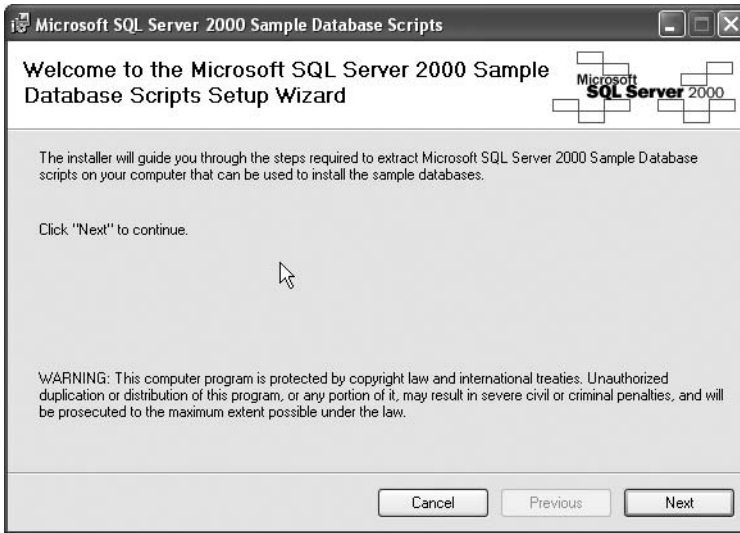 Microsoft SQL Server 2000 Sample Database Scripts
Welcome to the Microsoft SQL Server 2000 Sample
Database Scripts Setup Wizard
Microsoft
SQL Server 2000
The installer will guide you through the steps required to extract Microsoft SQL Server 2000 Sample Database
scripts on your computer that can be used to install the sample databases.
Click "Next" to continue.
WARNING: This computer program is protected by copyright law and international treaties. Unauthorized
duplication or distribution of this program, or any portion of it, may result in severe civil or criminal penalties, and will
be prosecuted to the maximum extent possible under the law.
Cancel
Previous
Next